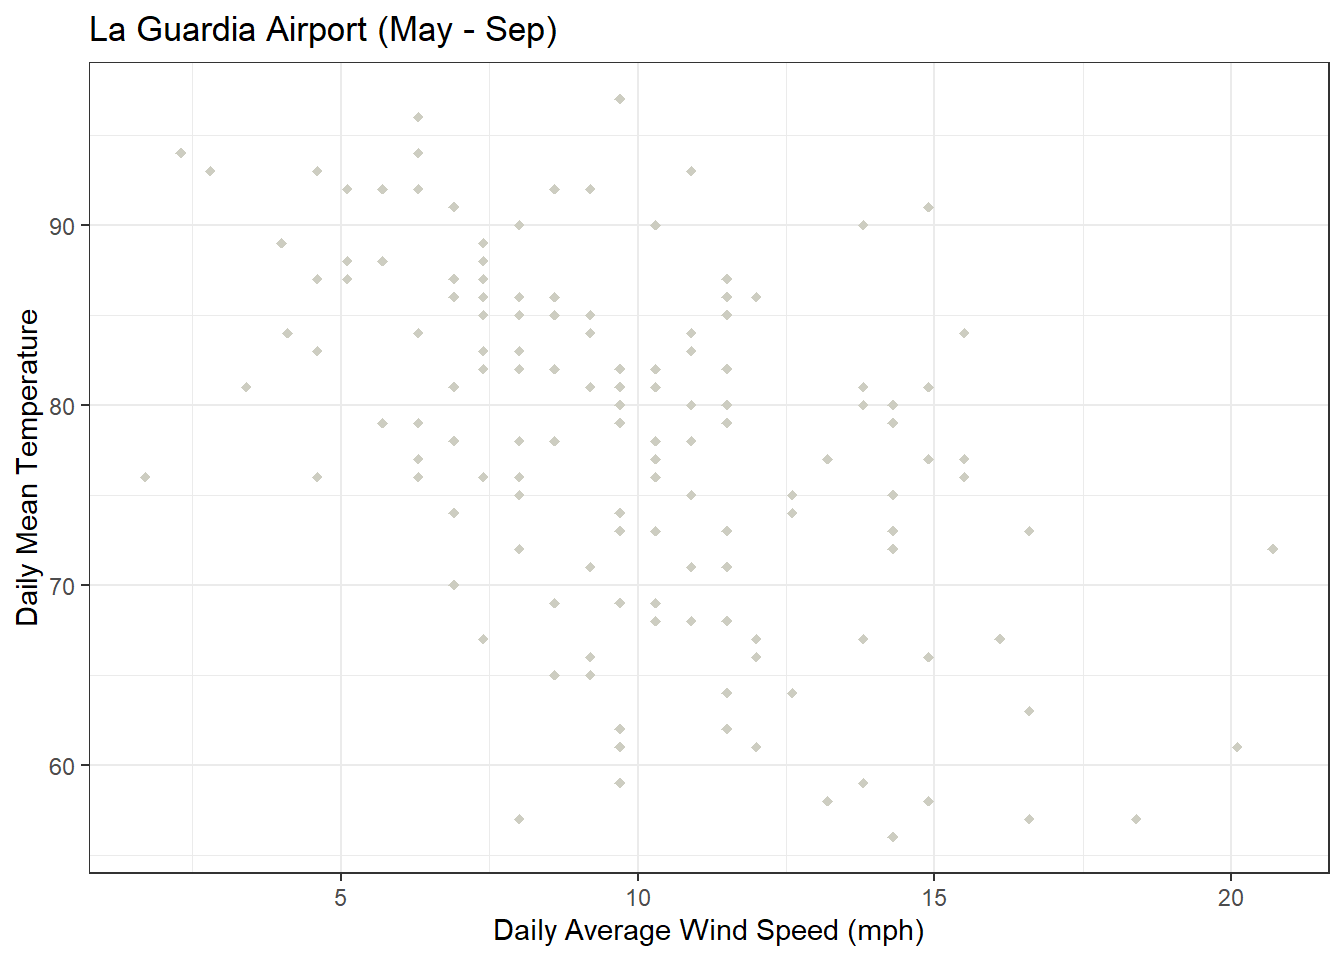 La Guardia Airport (May - Sep)
Daily Mean Temperature
90
80
70
60
5 10 15 20
Daily Average Wind Speed (mph)